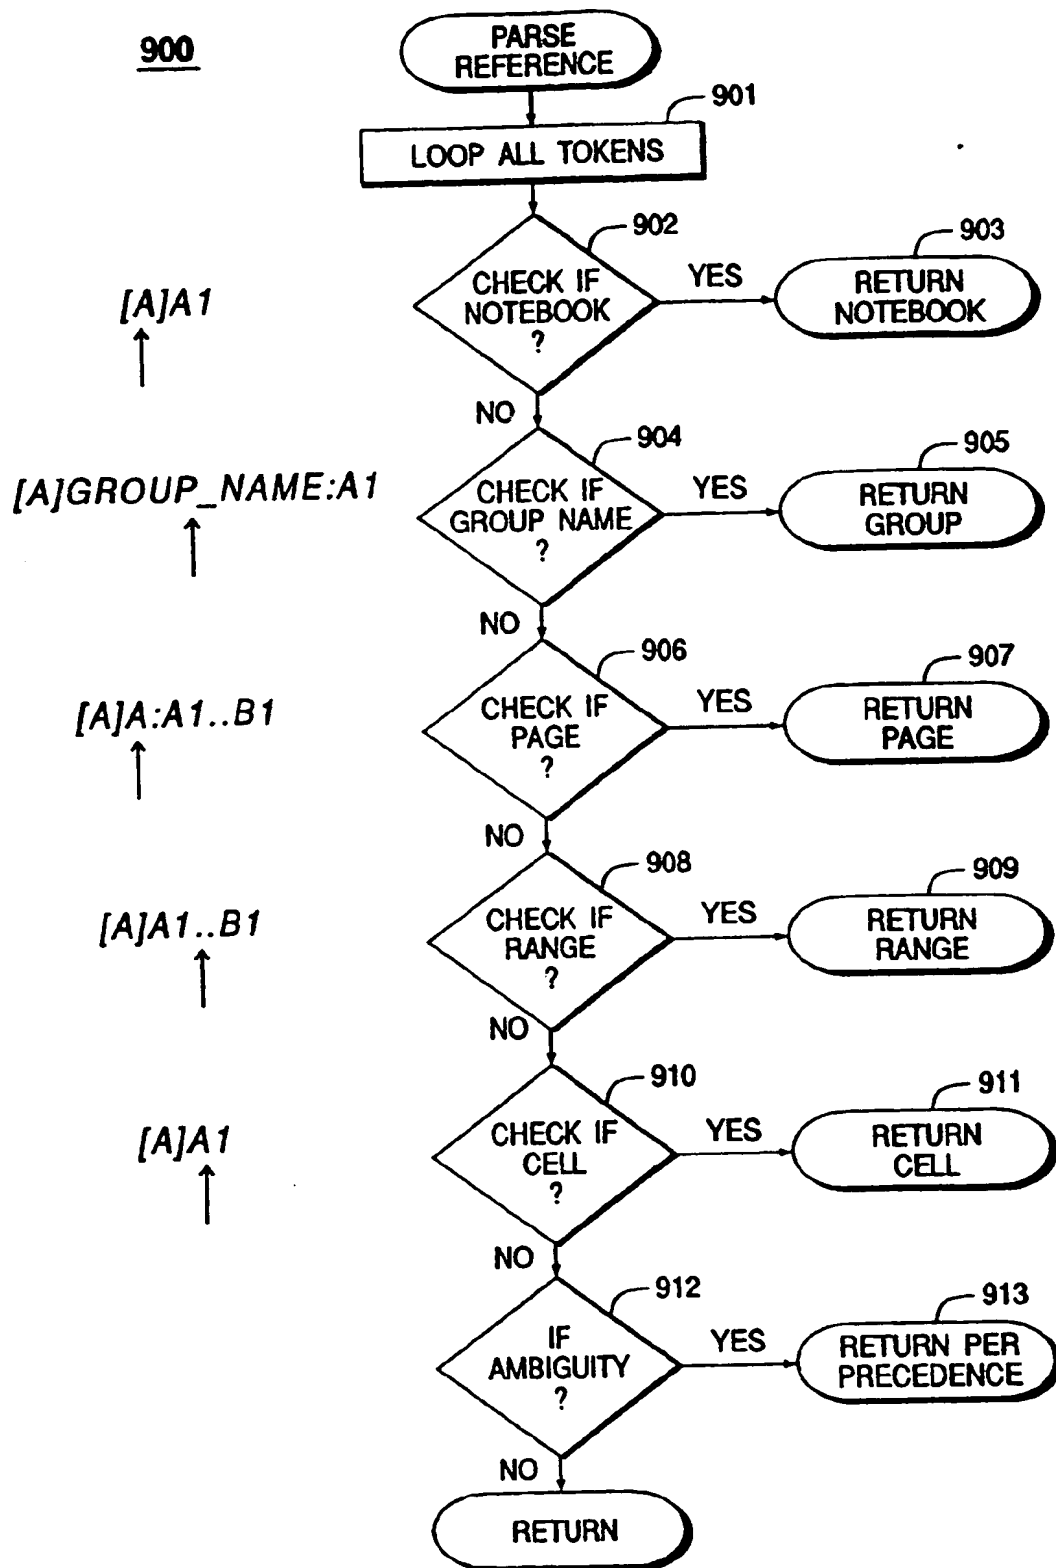 900
PARSE
REFERENCE
901
LOOP ALL TOKENS
902
903
[A]A1
CHECK IF
NOTEBOOK
?
YES
RETURN
NOTEBOOK
NO
904
905
[A]GROUP_NAME:A1
CHECK IF
GROUP NAME
?
YES
RETURN
GROUP
NO
906
907
[A]A:A1..B1
CHECK IF
PAGE
?
YES
RETURN
PAGE
NO
908
909
[A]A1..B1
CHECK IF
RANGE
?
YES
RETURN
RANGE
NO
910
911
[A]A1
CHECK IF
CELL
?
YES
RETURN
CELL
NO
912
913
IF
AMBIGUITY
?
YES
RETURN PER
PRECEDENCE
NO
RETURN